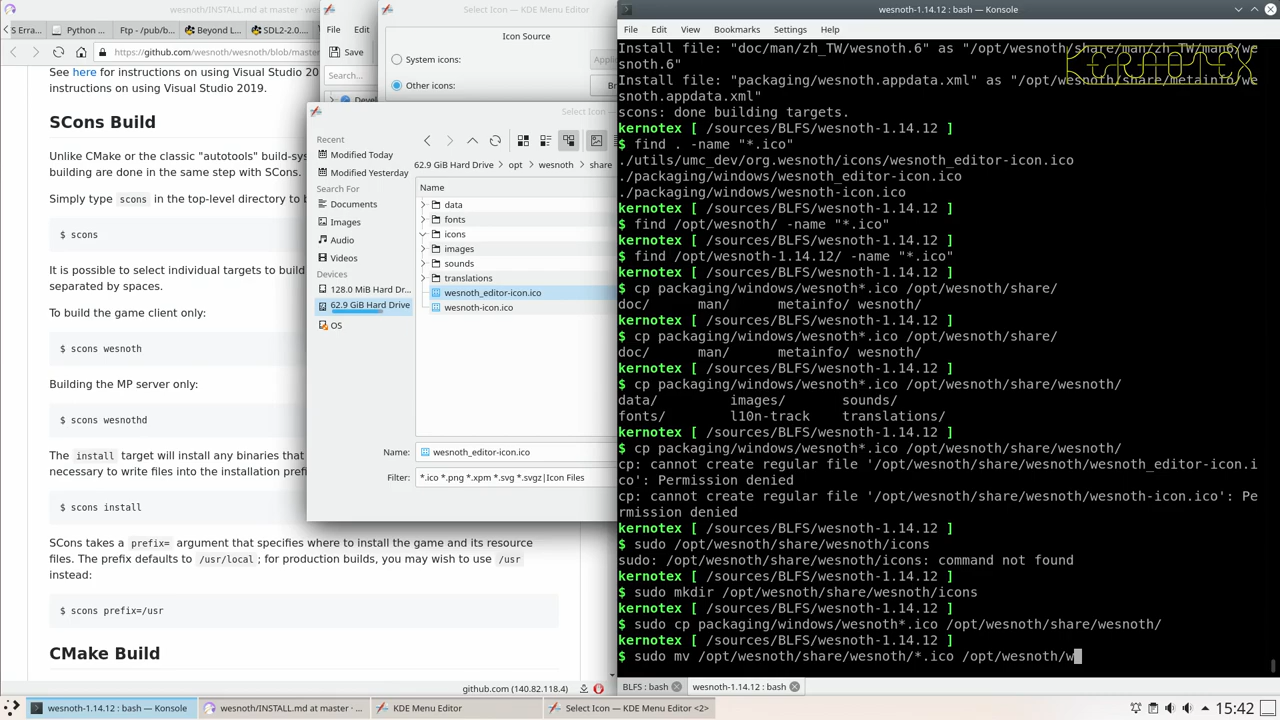 wesnoth/INSTALL.md at master
S Erra...
Python ...
Ftp - /pub/b...
Beyond L...
SDL2-2.0....
https://github.com/wesnoth/wesnoth/blob/master
See here for instructions on using Visual Studio 20
instructions on using Visual Studio 2019.
SCons Build
Unlike CMake or the classic "autotools" build-sys
building are done in the same step with SCons.
Simply type scons in the top-level directory to b
$ scons
It is possible to select individual targets to build
separated by spaces.
To build the game client only:
$ scons wesnoth
Building the MP server only:
$ scons wesnothd
The install target will install any binaries that
necessary to write files into the installation prefi
$ scons install
SCons takes a prefix= argument that specifies where to install the game and its resource
files. The prefix defaults to /usr/local ; for production builds, you may wish to use /usr
instead:
$ scons prefix=/usr
CMake Build
github.com (140.82.118.4)
File
Edit
Save
Search...
Devel
Select Icon — KDE Menu Editor
Icon Source
System icons:
Applic
Other icons:
Br
Select Icon
Recent
Modified Today
Modified Yesterday
Search For
Documents
Images
Audio
Videos
Devices
128.0 MiB Hard Dr...
62.9 GiB Hard Drive
OS
62.9 GiB Hard Drive > opt > wesnoth > share
Name
data
fonts
icons
images
sounds
translations
wesnoth_editor-icon.ico
wesnoth-icon.ico
Name: wesnoth_editor-icon.ico
Filter: *.ico *.png *.xpm *.svg *.svgz|Icon Files
wesnoth-1.14.12 : bash — Konsole
File Edit View Bookmarks Settings Help
KERNOTEX
Install file: "doc/man/zh_TW/wesnoth.6" as "/opt/wesnoth/share/man/zh_TW/man6/we
snoth.6"
Install file: "packaging/wesnoth.appdata.xml" as "/opt/wesnoth/share/metainfo/we
snoth.appdata.xml"
scons: done building targets.
kernotex [ /sources/BLFS/wesnoth-1.14.12 ]
$ find . -name "*.ico"
./utils/umc_dev/org.wesnoth/icons/wesnoth_editor-icon.ico
./packaging/windows/wesnoth_editor-icon.ico
./packaging/windows/wesnoth-icon.ico
kernotex [ /sources/BLFS/wesnoth-1.14.12 ]
$ find /opt/wesnoth/ -name "*.ico"
kernotex [ /sources/BLFS/wesnoth-1.14.12 ]
$ find /opt/wesnoth-1.14.12/ -name "*.ico"
kernotex [ /sources/BLFS/wesnoth-1.14.12 ]
$ cp packaging/windows/wesnoth*.ico /opt/wesnoth/share/
doc/ man/ metainfo/ wesnoth/
kernotex [ /sources/BLFS/wesnoth-1.14.12 ]
$ cp packaging/windows/wesnoth*.ico /opt/wesnoth/share/
doc/ man/ metainfo/ wesnoth/
kernotex [ /sources/BLFS/wesnoth-1.14.12 ]
$ cp packaging/windows/wesnoth*.ico /opt/wesnoth/share/wesnoth/
data/ images/ sounds/
fonts/ l10n-track translations/
kernotex [ /sources/BLFS/wesnoth-1.14.12 ]
$ cp packaging/windows/wesnoth*.ico /opt/wesnoth/share/wesnoth/
cp: cannot create regular file '/opt/wesnoth/share/wesnoth/wesnoth_editor-icon.i
co': Permission denied
cp: cannot create regular file '/opt/wesnoth/share/wesnoth/wesnoth-icon.ico': Pe
rmission denied
kernotex [ /sources/BLFS/wesnoth-1.14.12 ]
$ sudo /opt/wesnoth/share/wesnoth/icons
sudo: /opt/wesnoth/share/wesnoth/icons: command not found
kernotex [ /sources/BLFS/wesnoth-1.14.12 ]
$ sudo mkdir /opt/wesnoth/share/wesnoth/icons
kernotex [ /sources/BLFS/wesnoth-1.14.12 ]
$ sudo cp packaging/windows/wesnoth*.ico /opt/wesnoth/share/wesnoth/
kernotex [ /sources/BLFS/wesnoth-1.14.12 ]
$ sudo mv /opt/wesnoth/share/wesnoth/*.ico /opt/wesnoth/w
BLFS : bash
wesnoth-1.14.12 : bash
wesnoth-1.14.12 : bash — Konsole
wesnoth/INSTALL.md at master · ...
KDE Menu Editor
Select Icon — KDE Menu Editor <2>
15:42